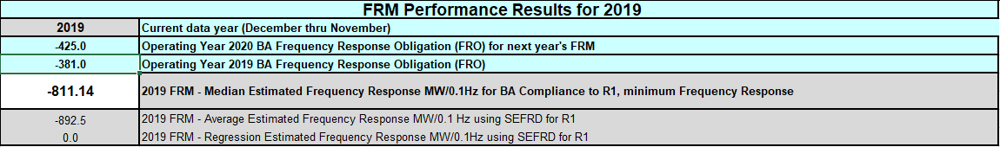 FRM Performance Results for 2019
2019 Current data year (December thru November)
-425.0 Operating Year 2020 BA Frequency Response Obligation (FRO) for next year's FRM
-381.0 Operating Year 2019 BA Frequency Response Obligation (FRO)
-811.14 2019 FRM - Median Estimated Frequency Response MW/0.1Hz for BA Compliance to R1, minimum Frequency Response
-892.5 2019 FRM - Average Estimated Frequency Response MW/0.1 Hz using SEFRD for R1
0.0 2019 FRM - Regression Estimated Frequency Response MW/0.1Hz using SEFRD for R1